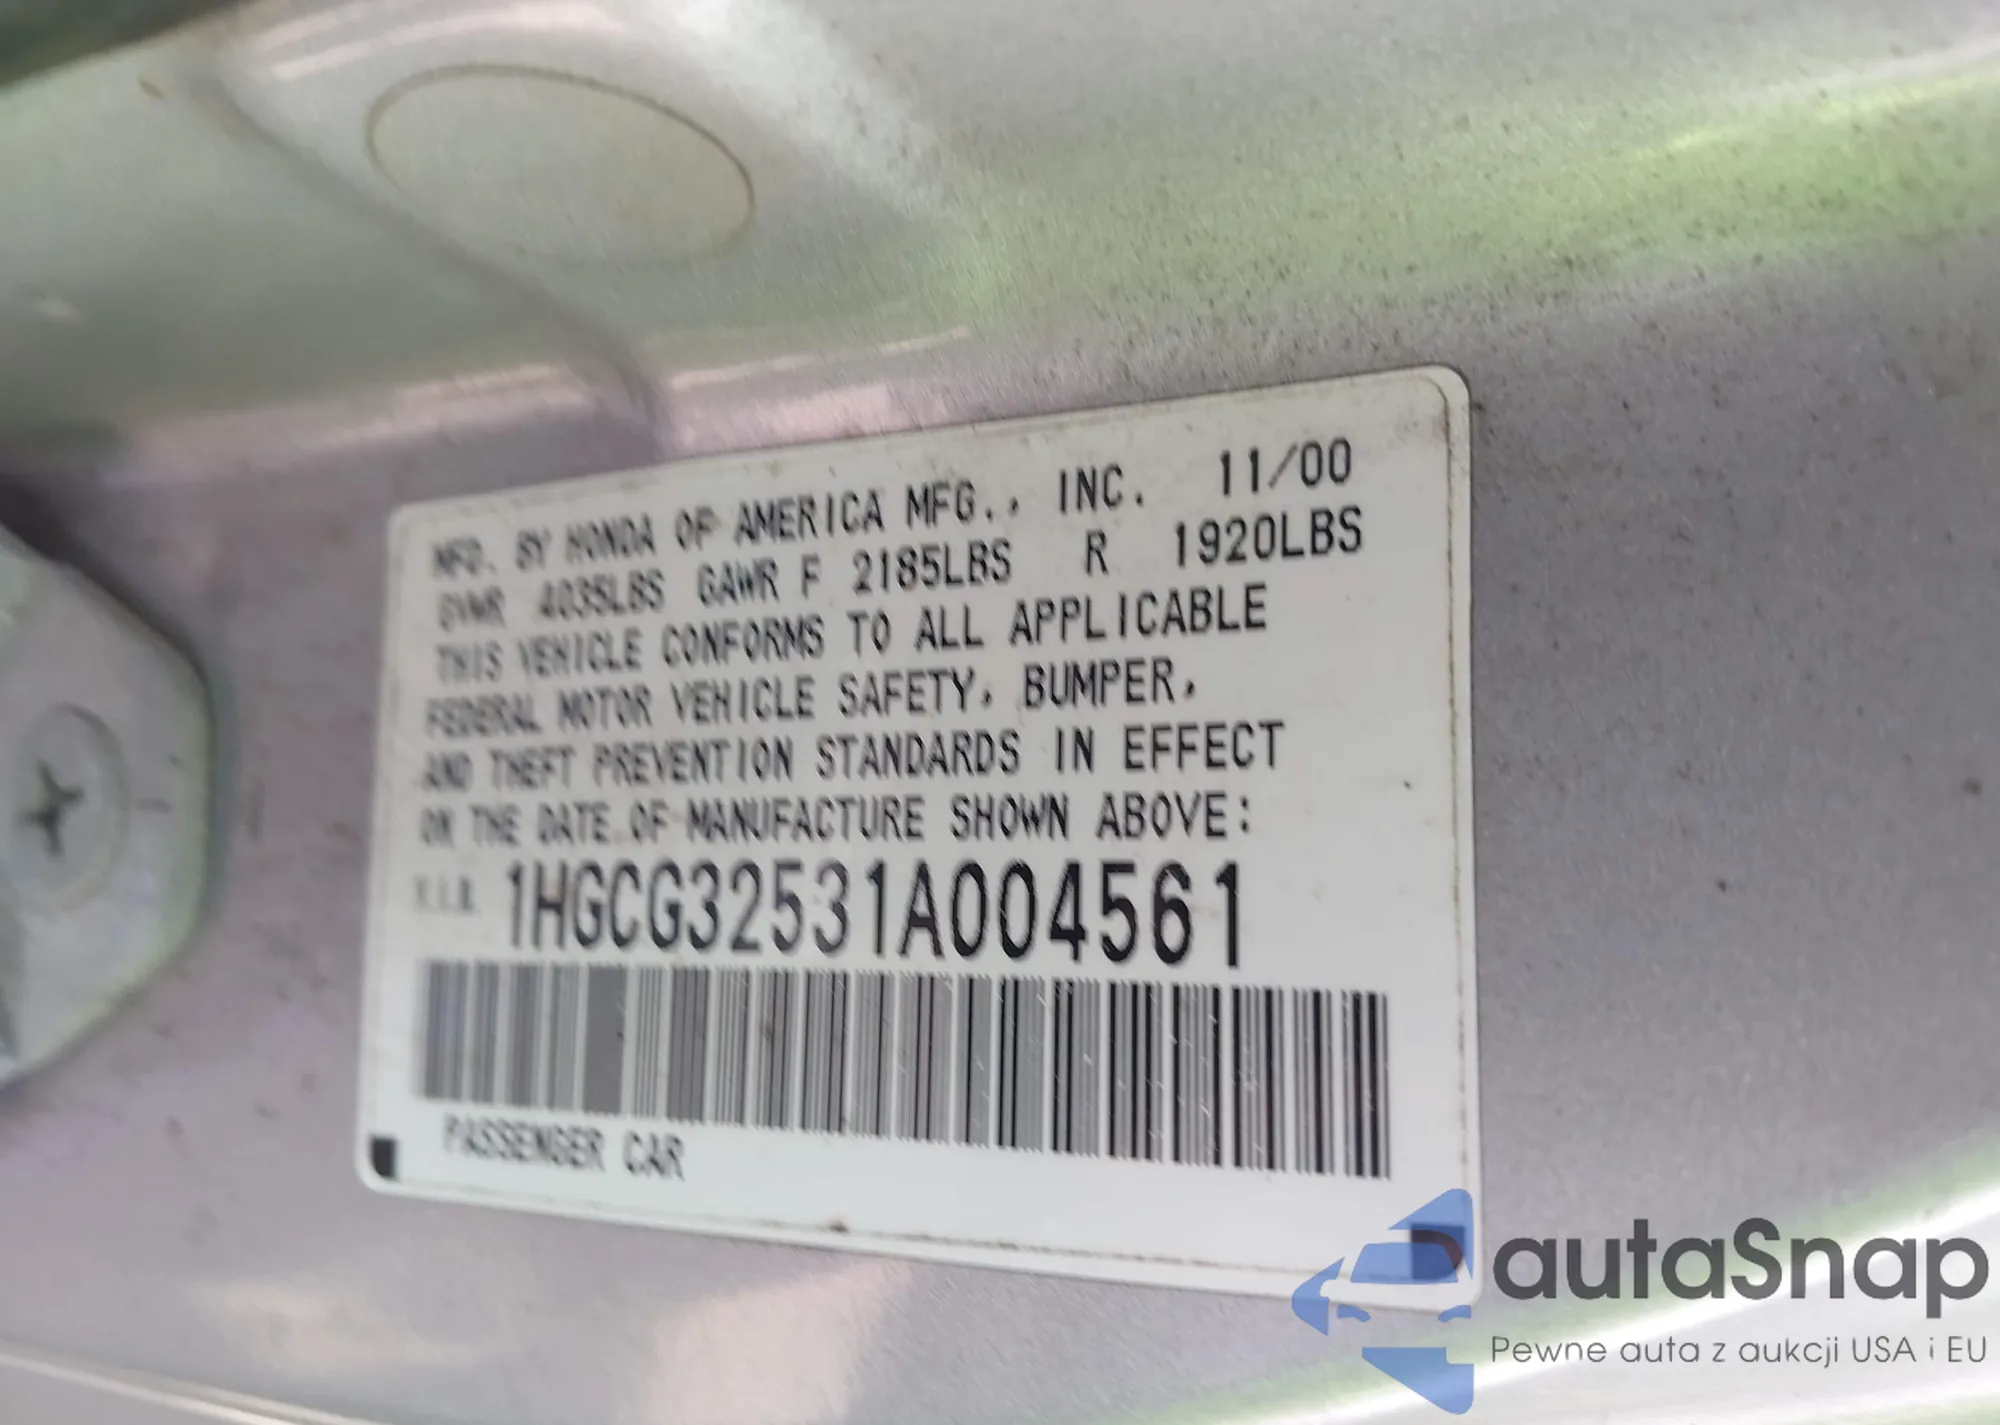 MFD. BY HONDA OF AMERICA MFG., INC. 11/00
GVWR 4035LBS GAWR F 2185LBS R 1920LBS
THIS VEHICLE CONFORMS TO ALL APPLICABLE
FEDERAL MOTOR VEHICLE SAFETY, BUMPER,
AND THEFT PREVENTION STANDARDS IN EFFECT
ON THE DATE OF MANUFACTURE SHOWN ABOVE:
V.I.N. 1HGCG32531A004561
PASSENGER CAR
autaSnap
Pewne auta z aukcji USA i EU